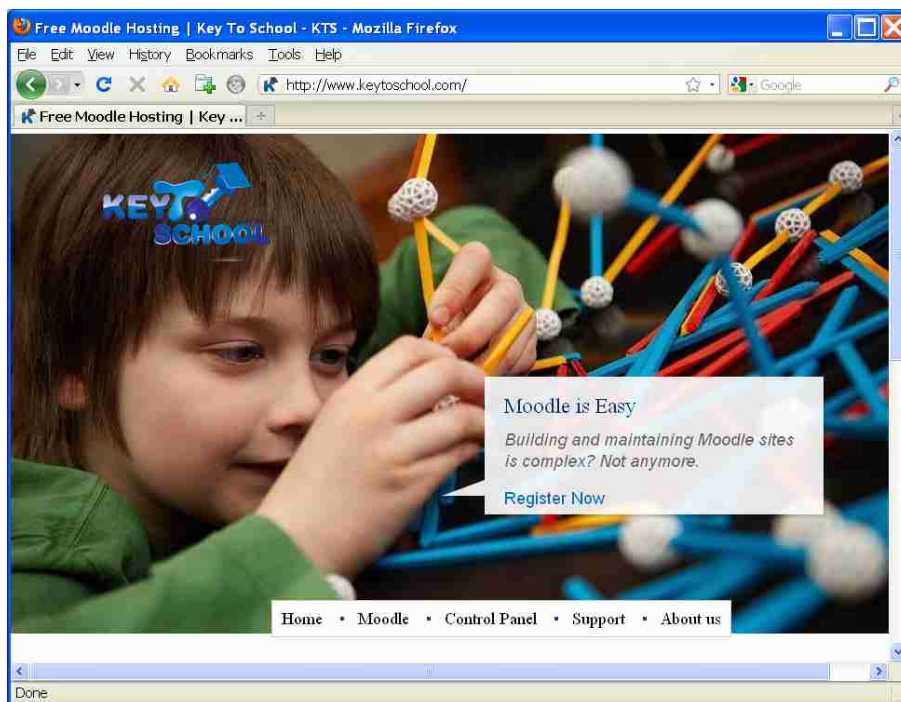 Free Moodle Hosting | Key To School - KTS - Mozilla Firefox
File Edit View History Bookmarks Tools Help
http://www.keytoschool.com/
Google
Free Moodle Hosting | Key ...
KEY To
SCHOOL
Moodle is Easy
Building and maintaining Moodle sites
is complex? Not anymore.
Register Now
Home • Moodle • Control Panel • Support • About us
Done